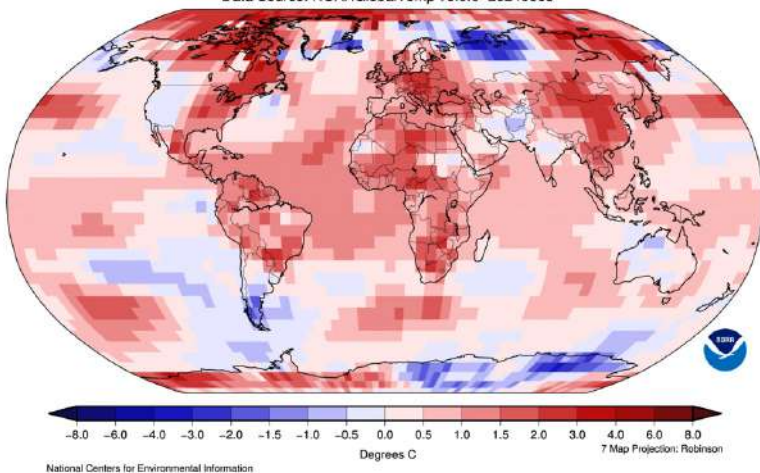 -8.0 -6.0 -4.0 -3.0 -2.0 -1.5 -1.0 -0.5 0.0 0.5 1.0 1.5 2.0 3.0 4.0 6.0 8.0
Degrees C
7 Map Projection: Robinson
National Centers for Environmental Information